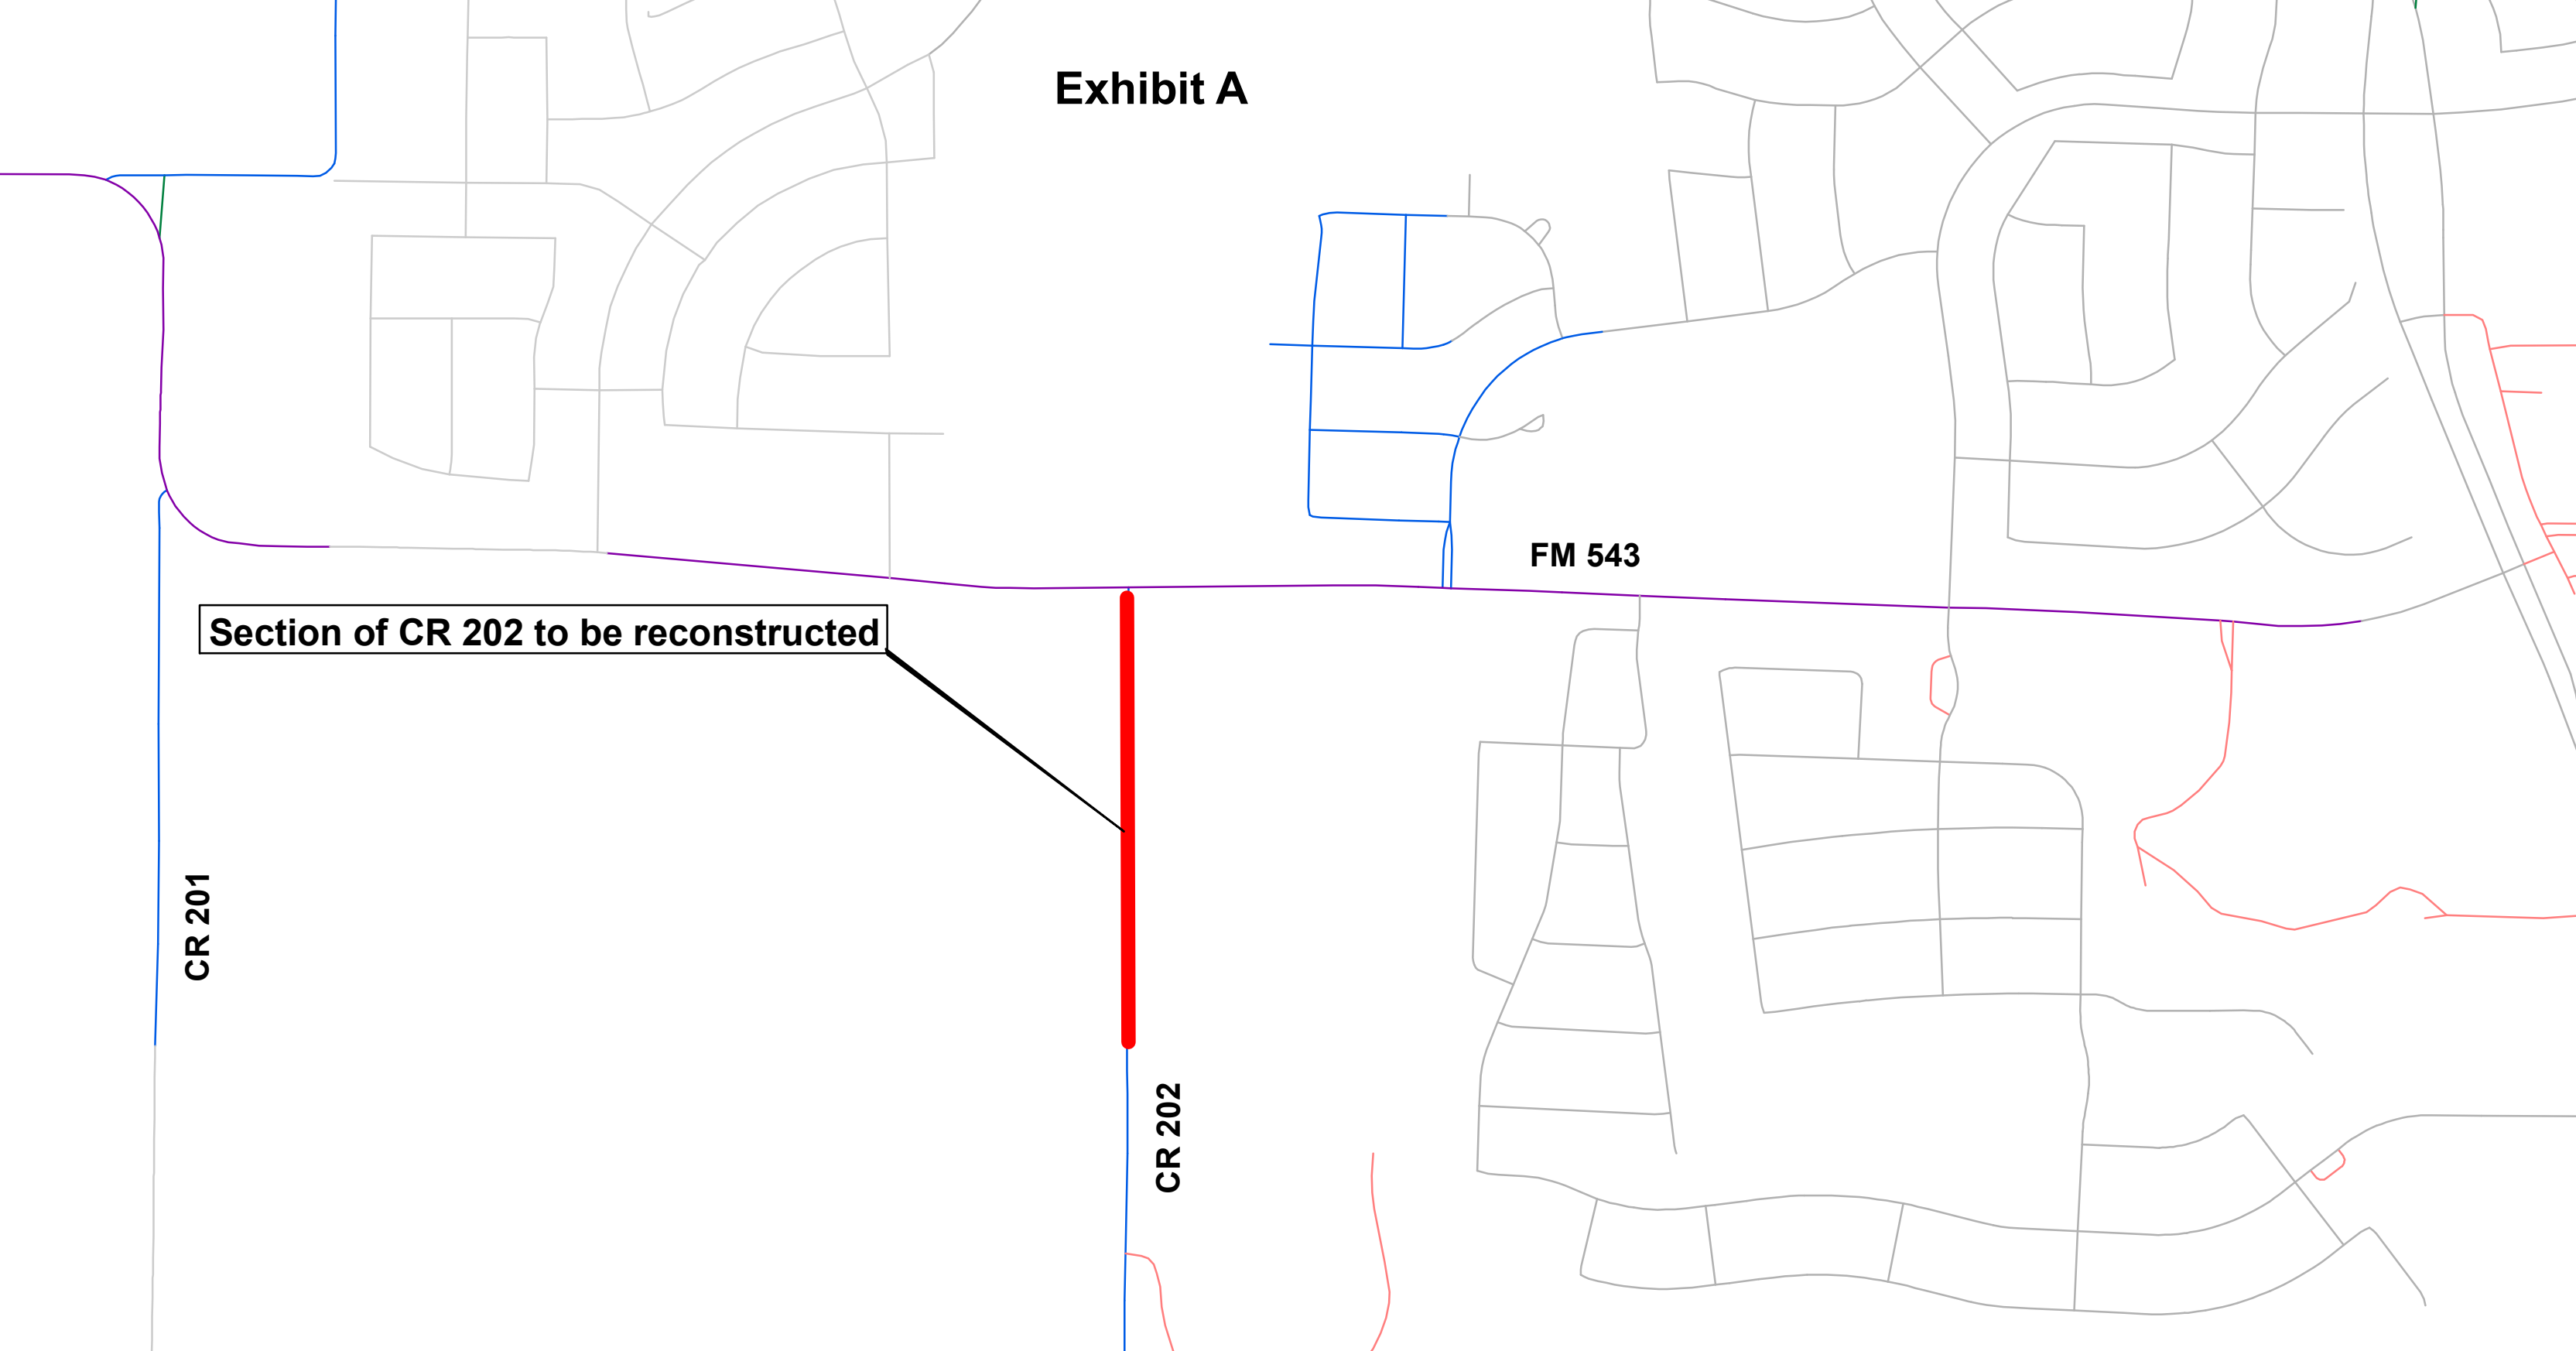 Exhibit A
FM 543
Section of CR 202 to be reconstructed
CR 201
CR 202